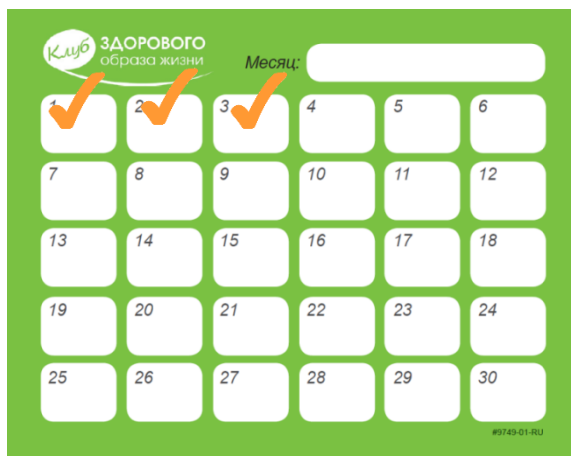 Клуб ЗДОРОВОГО
образа жизни
Месяц:
1 2 3 4 5 6
7 8 9 10 11 12
13 14 15 16 17 18
19 20 21 22 23 24
25 26 27 28 29 30
#9749-01-RU